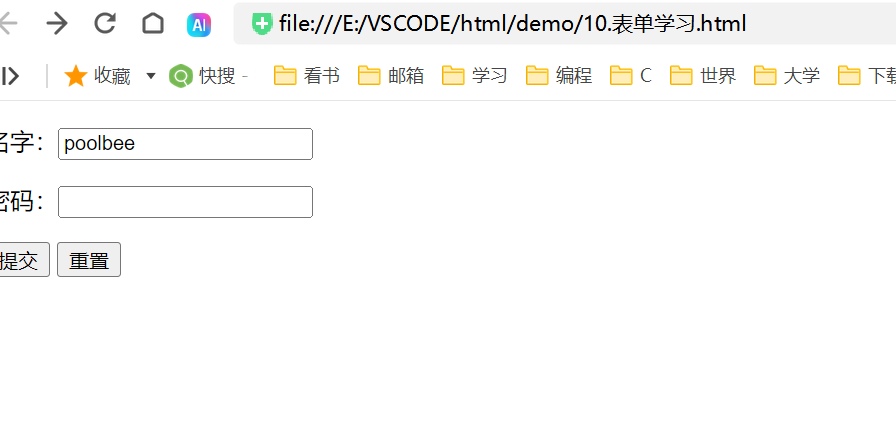 AI file:///E:/VSCODE/html/demo/10.表单学习.html
收藏 快搜 - 看书 邮箱 学习 编程 C 世界 大学 下载
名字：poolbee
密码：
提交 重置